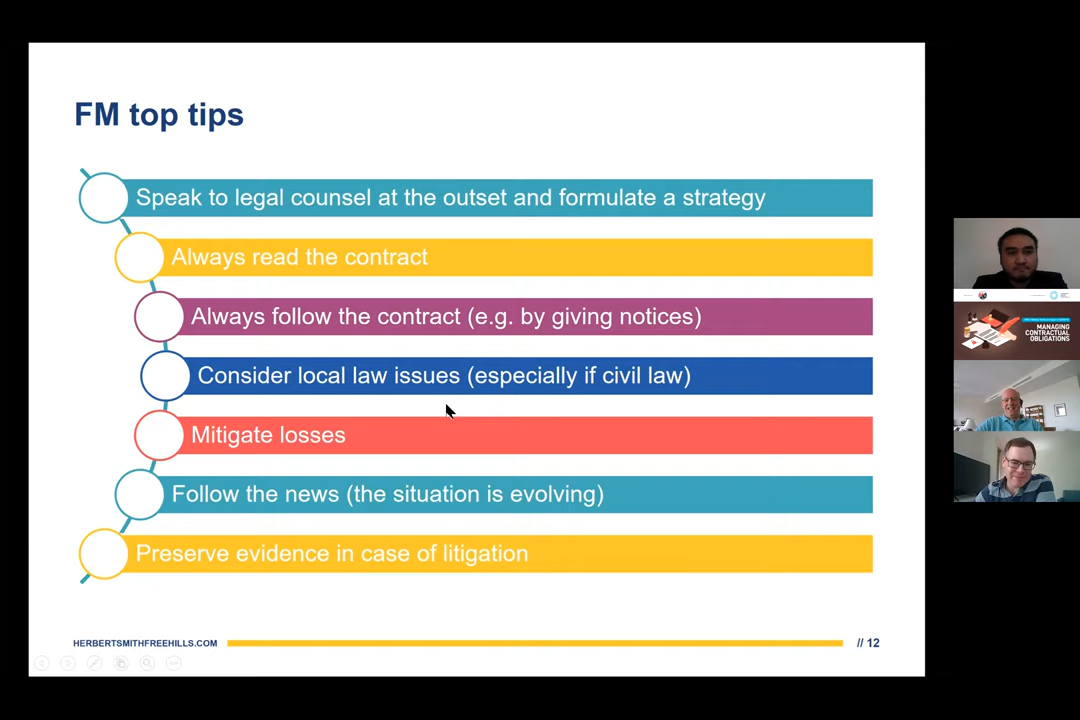 FM top tips
Speak to legal counsel at the outset and formulate a strategy
Always read the contract
Always follow the contract (e.g. by giving notices)
Consider local law issues (especially if civil law)
Mitigate losses
Follow the news (the situation is evolving)
Preserve evidence in case of litigation
HERBERTSMITHFREEHILLS.COM
// 12
MANAGING
CONTRACTUAL
OBLIGATIONS